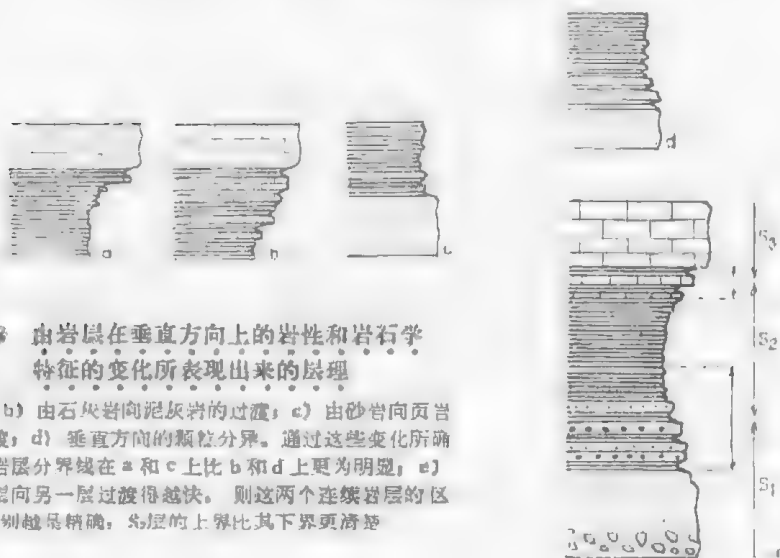 d
a
b
c
S₃
S₂
S₁
由岩层在垂直方向上的岩性和岩石学
特征的变化所表现出来的层理
b) 由石灰岩向泥灰岩的过渡；c) 由砂岩向页岩
渡；d) 垂直方向的颗粒分界。通过这些变化所确
岩层分界线在 a 和 c 上比 b 和 d 上更为明显；e)
层向另一层过渡得越快，则这两个连续岩层的区
别越是精确，S₂层的上界比其下界更清楚